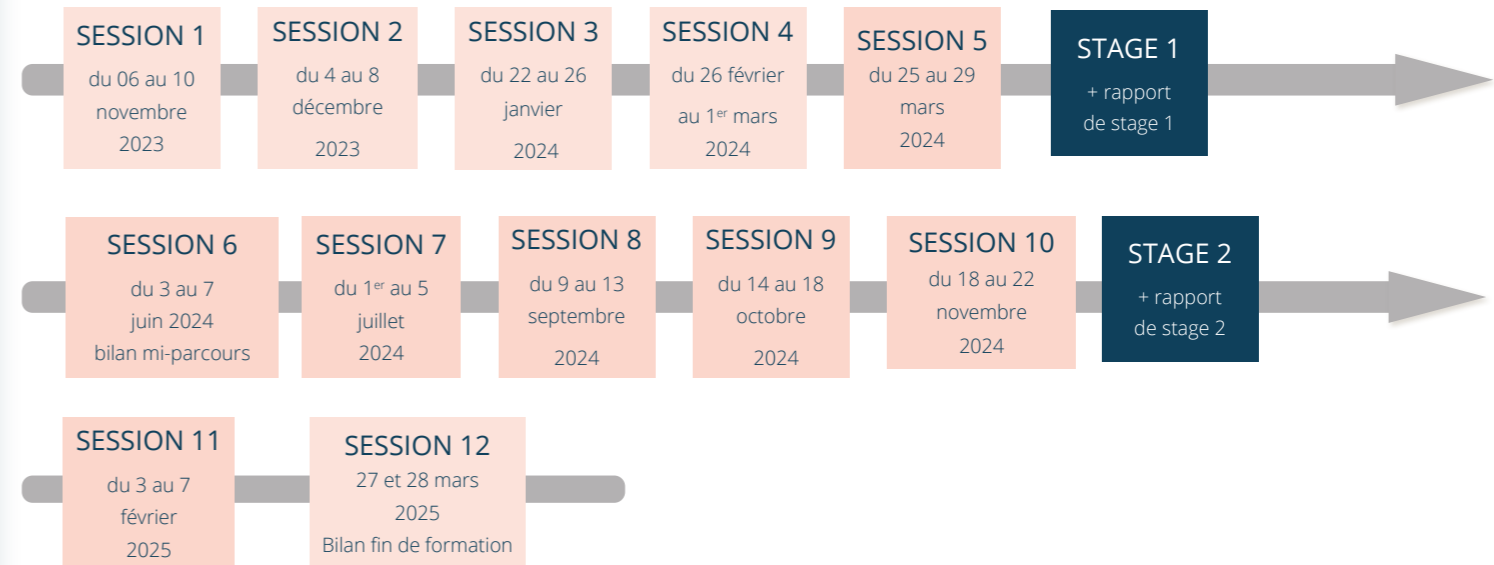 SESSION 1
du 06 au 10
novembre
2023
SESSION 2
du 4 au 8
décembre
2023
SESSION 3
du 22 au 26
janvier
2024
SESSION 4
du 26 février
au 1er mars
2024
SESSION 5
du 25 au 29
mars
2024
STAGE 1
+ rapport
de stage 1
SESSION 6
du 3 au 7
juin 2024
bilan mi-parcours
SESSION 7
du 1er au 5
juillet
2024
SESSION 8
du 9 au 13
septembre
2024
SESSION 9
du 14 au 18
octobre
2024
SESSION 10
du 18 au 22
novembre
2024
STAGE 2
+ rapport
de stage 2
SESSION 11
du 3 au 7
février
2025
SESSION 12
27 et 28 mars
2025
Bilan fin de formation